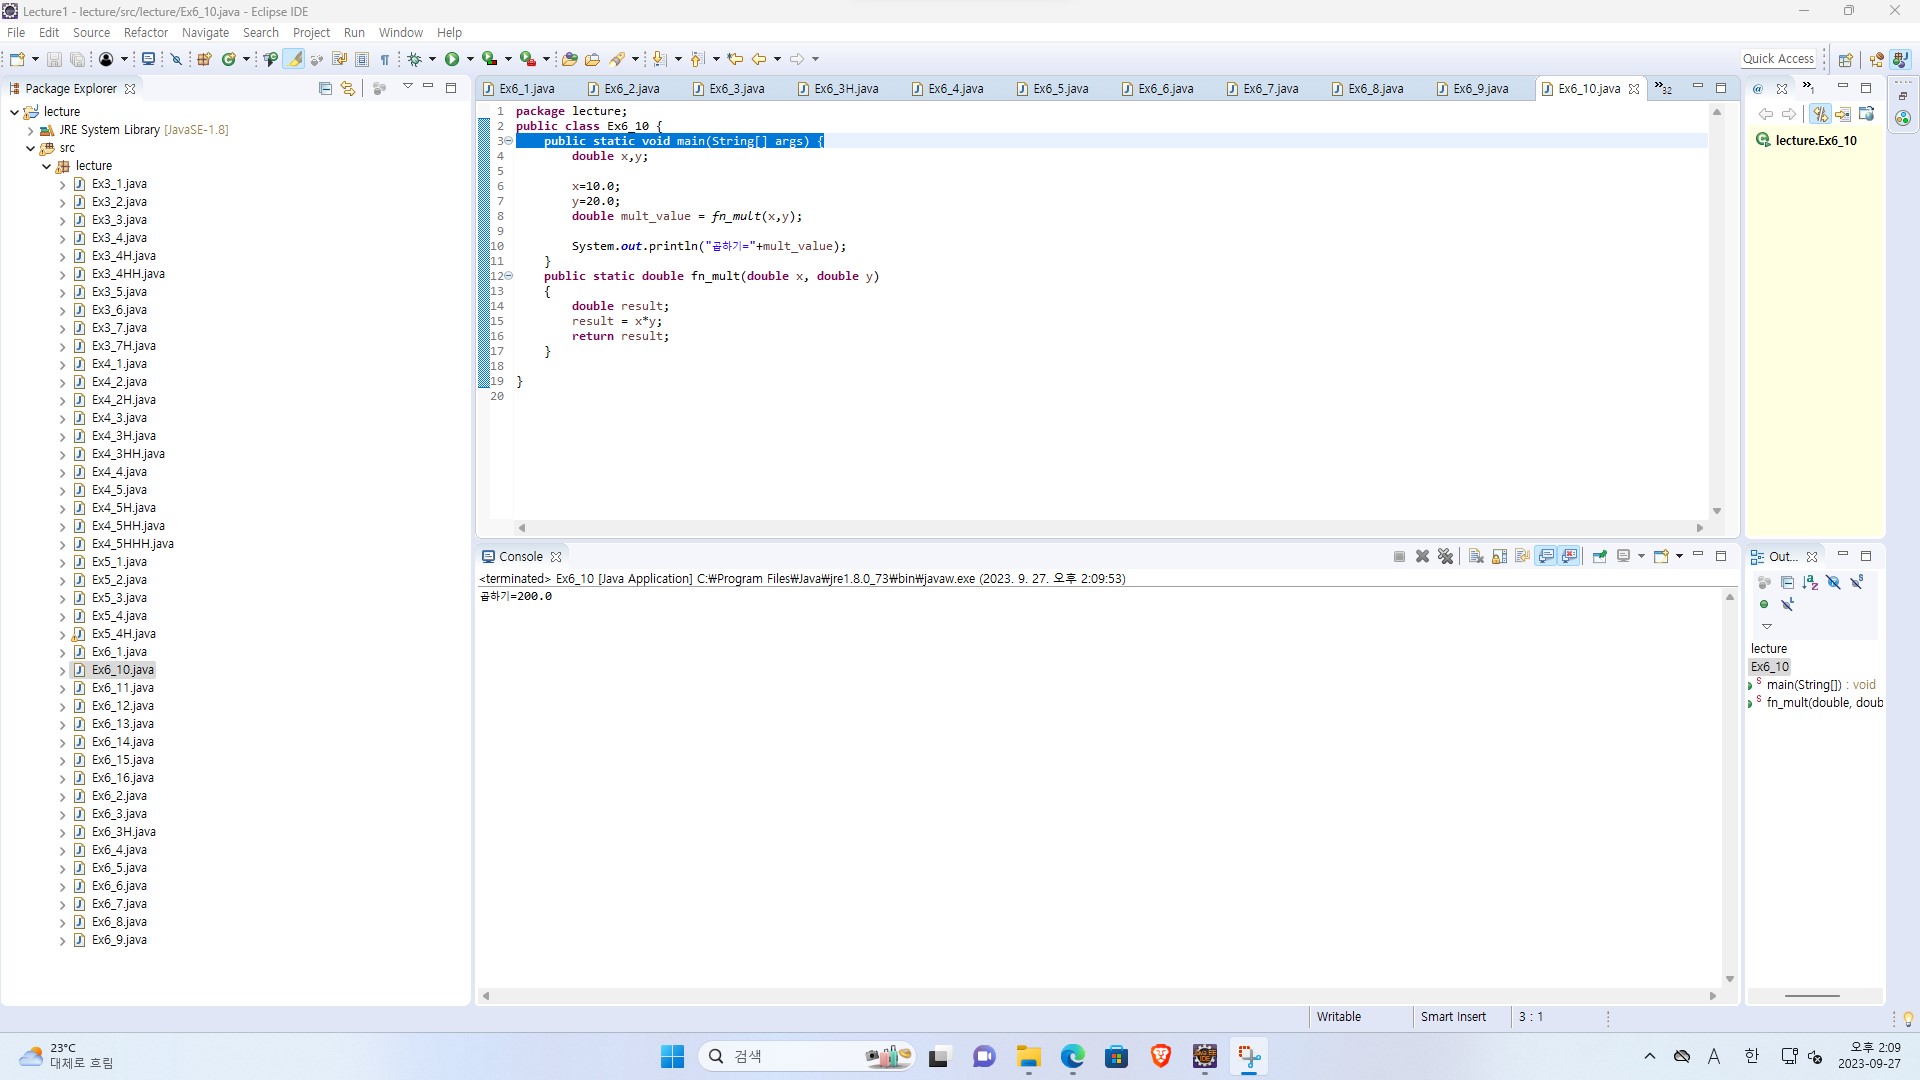 Lecture1 - lecture/src/lecture/Ex6_10.java - Eclipse IDE
File Edit Source Refactor Navigate Search Project Run Window Help
Quick Access
Package Explorer
lecture
JRE System Library [JavaSE-1.8]
src
lecture
Ex3_1.java
Ex3_2.java
Ex3_3.java
Ex3_4.java
Ex3_4H.java
Ex3_4HH.java
Ex3_5.java
Ex3_6.java
Ex3_7.java
Ex3_7H.java
Ex4_1.java
Ex4_2.java
Ex4_2H.java
Ex4_3.java
Ex4_3H.java
Ex4_3HH.java
Ex4_4.java
Ex4_5.java
Ex4_5H.java
Ex4_5HH.java
Ex4_5HHH.java
Ex5_1.java
Ex5_2.java
Ex5_3.java
Ex5_4.java
Ex5_4H.java
Ex6_1.java
Ex6_10.java
Ex6_11.java
Ex6_12.java
Ex6_13.java
Ex6_14.java
Ex6_15.java
Ex6_16.java
Ex6_2.java
Ex6_3.java
Ex6_3H.java
Ex6_4.java
Ex6_5.java
Ex6_6.java
Ex6_7.java
Ex6_8.java
Ex6_9.java
Ex6_1.java Ex6_2.java Ex6_3.java Ex6_3H.java Ex6_4.java Ex6_5.java Ex6_6.java Ex6_7.java Ex6_8.java Ex6_9.java Ex6_10.java »32
1 package lecture;
2 public class Ex6_10 {
3 public static void main(String[] args) {
4 double x,y;
5
6 x=10.0;
7 y=20.0;
8 double mult_value = fn_mult(x,y);
9
10 System.out.println("곱하기="+mult_value);
11 }
12 public static double fn_mult(double x, double y)
13 {
14 double result;
15 result = x*y;
16 return result;
17 }
18
19 }
20
@ »1
lecture.Ex6_10
Console
<terminated> Ex6_10 [Java Application] C:₩Program Files₩Java₩jre1.8.0_73₩bin₩javaw.exe (2023. 9. 27. 오후 2:09:53)
곱하기=200.0
Out...
lecture
Ex6_10
main(String[]) : void
fn_mult(double, doub
Writable Smart Insert 3 : 1
23°C
대체로 흐림
검색
A 한
오후 2:09
2023-09-27